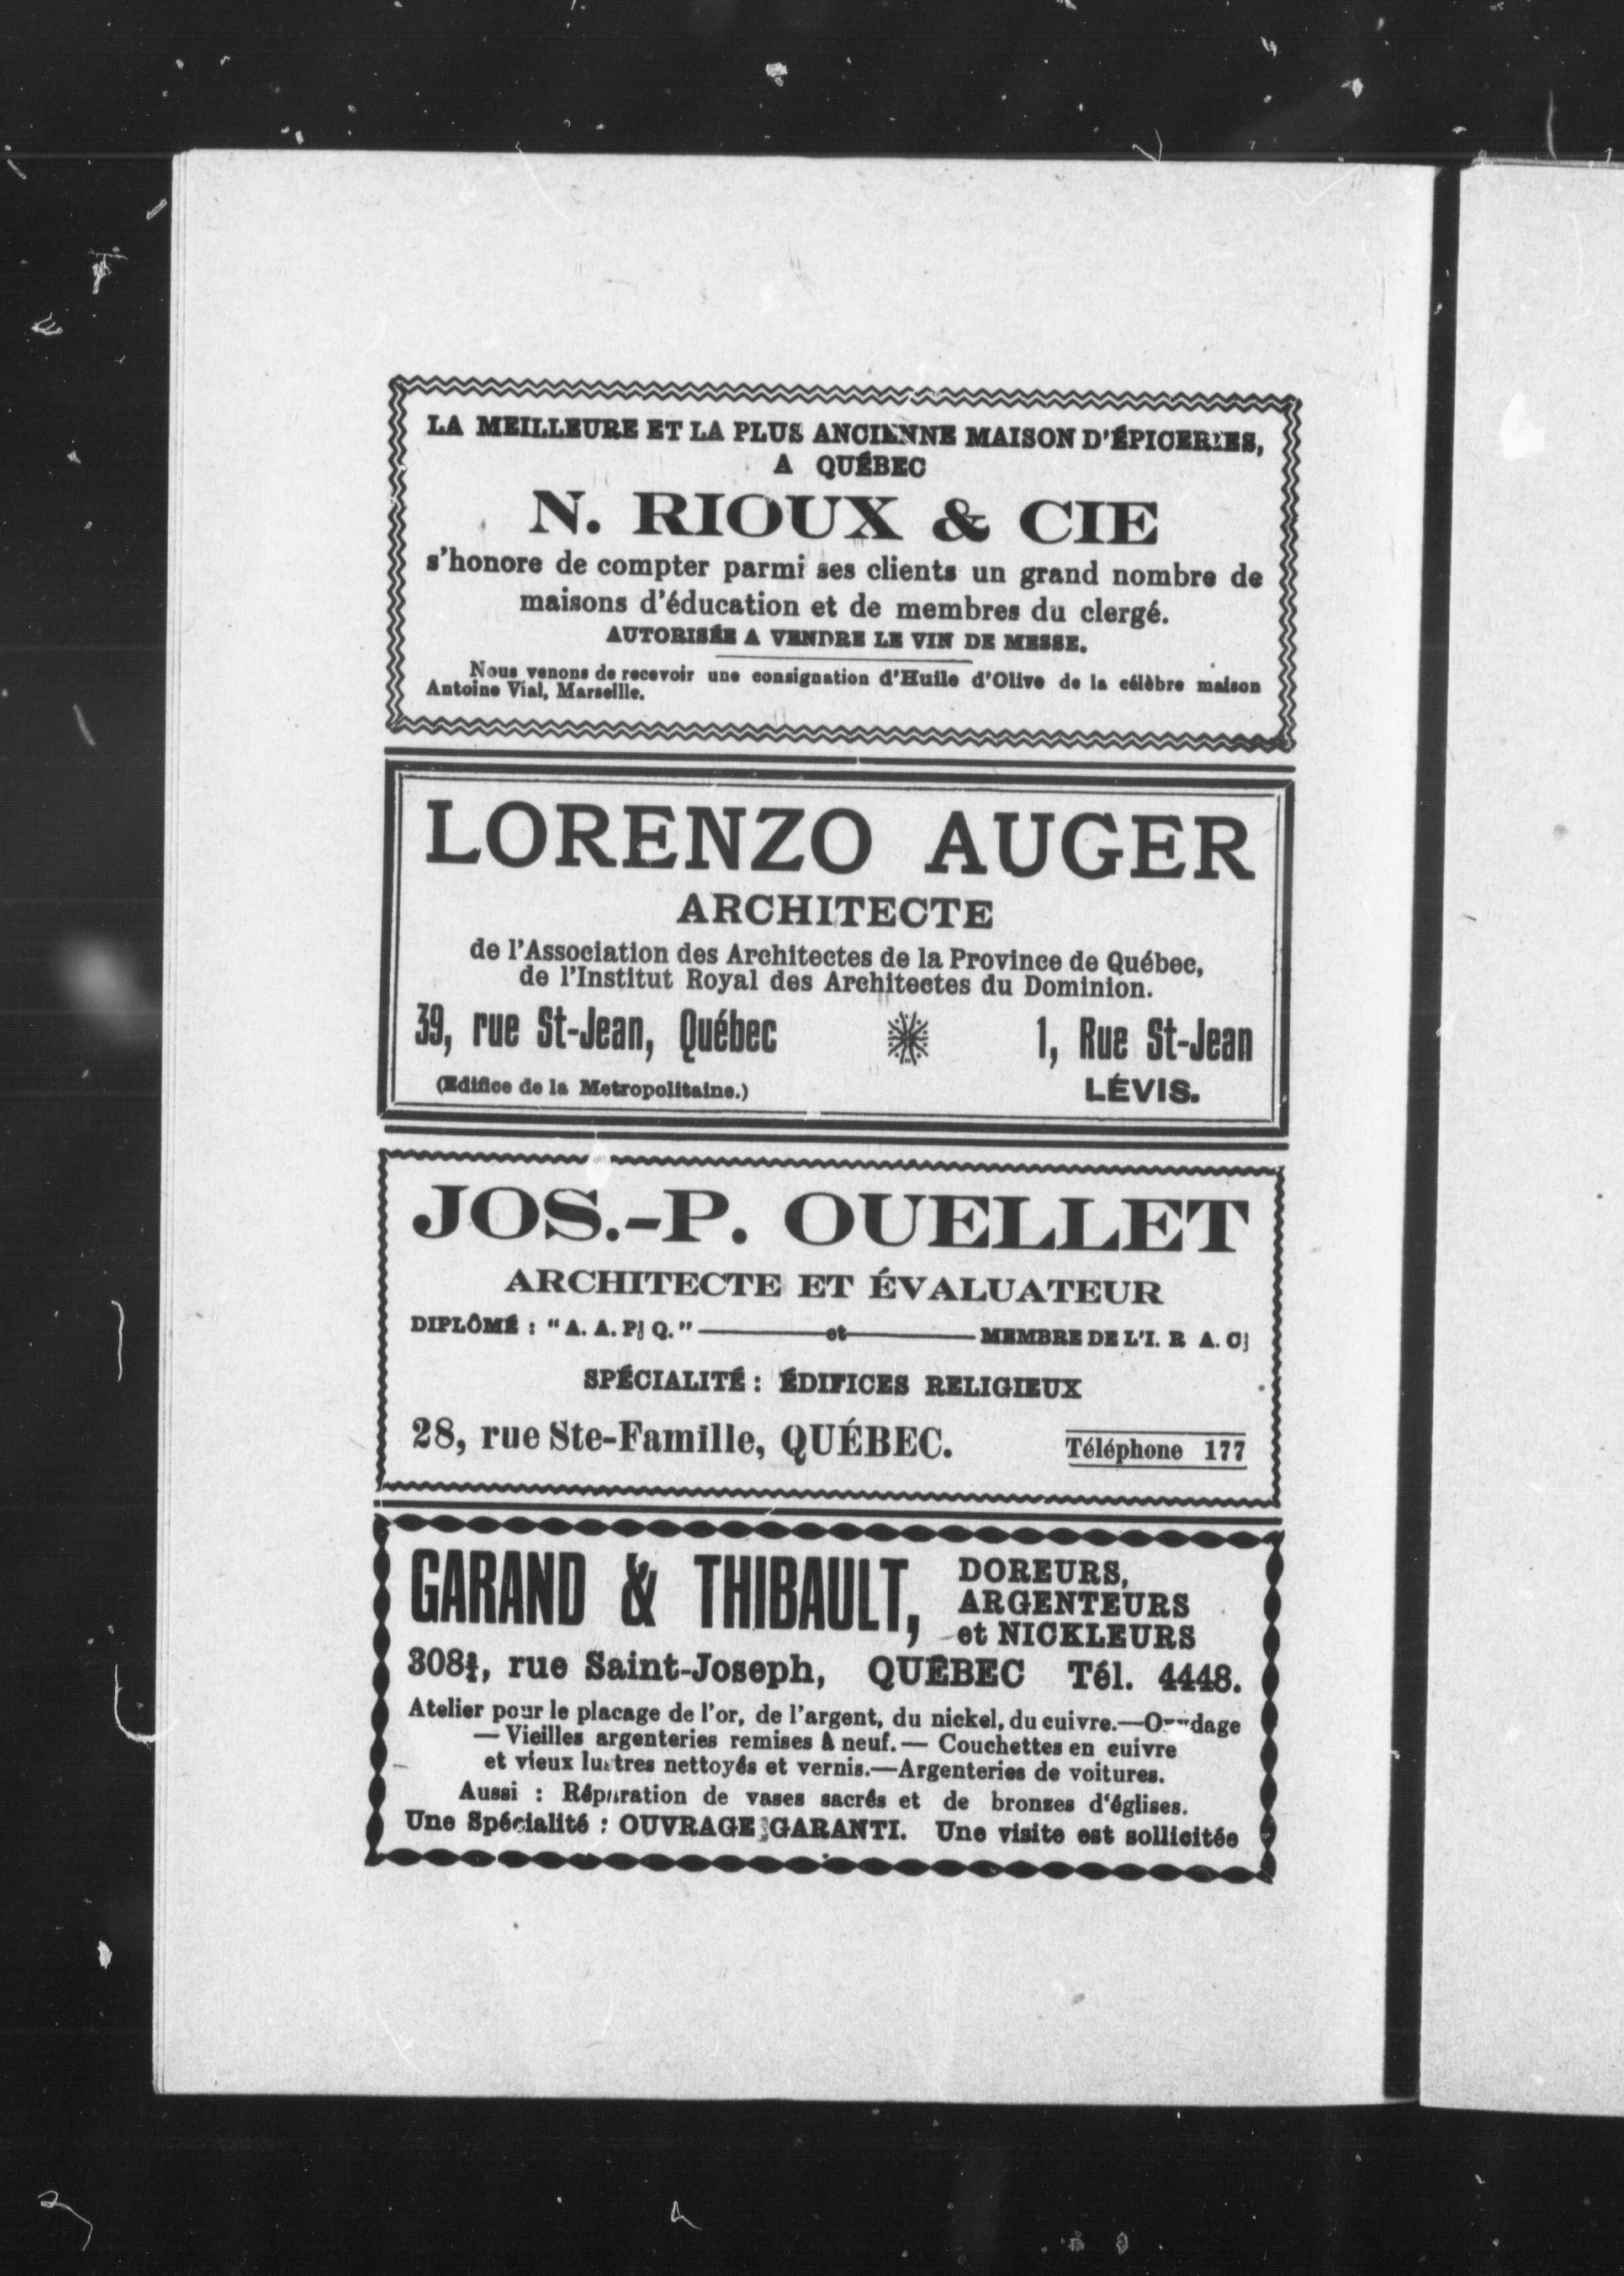 LA MEILLEURE ET LA PLUS ANCIENNE MAISON D'ÉPICERIES,
A QUÉBEC
N. RIOUX & CIE
s'honore de compter parmi ses clients un grand nombre de
maisons d'éducation et de membres du clergé.
AUTORISÉE A VENDRE LE VIN DE MESSE.
Nous venons de recevoir une consignation d'Huile d'Olive de la célèbre maison
Antoine Vial, Marseille.
LORENZO AUGER
ARCHITECTE
de l'Association des Architectes de la Province de Québec,
de l'Institut Royal des Architectes du Dominion.
39, rue St-Jean, Québec 1, Rue St-Jean
(Edifice de la Metropolitaine.) LÉVIS.
JOS.-P. OUELLET
ARCHITECTE ET ÉVALUATEUR
DIPLÔMÉ : "A. A. P. Q." — et — MEMBRE DE L'I. R A. C.
SPÉCIALITÉ : ÉDIFICES RELIGIEUX
28, rue Ste-Famille, QUÉBEC. Téléphone 177
GARAND & THIBAULT, DOREURS,
ARGENTEURS
et NICKLEURS
rue Saint-Joseph, QUÉBEC Tél. 4448.
Atelier pour le placage de l'or, de l'argent, du nickel, du cuivre.—Oxydage
— Vieilles argenteries remises à neuf. — Couchettes en cuivre
et vieux lustres nettoyés et vernis.—Argenteries de voitures.
Aussi : Réparation de vases sacrés et de bronzes d'églises.
Une Spécialité : OUVRAGE GARANTI. Une visite est sollicitée